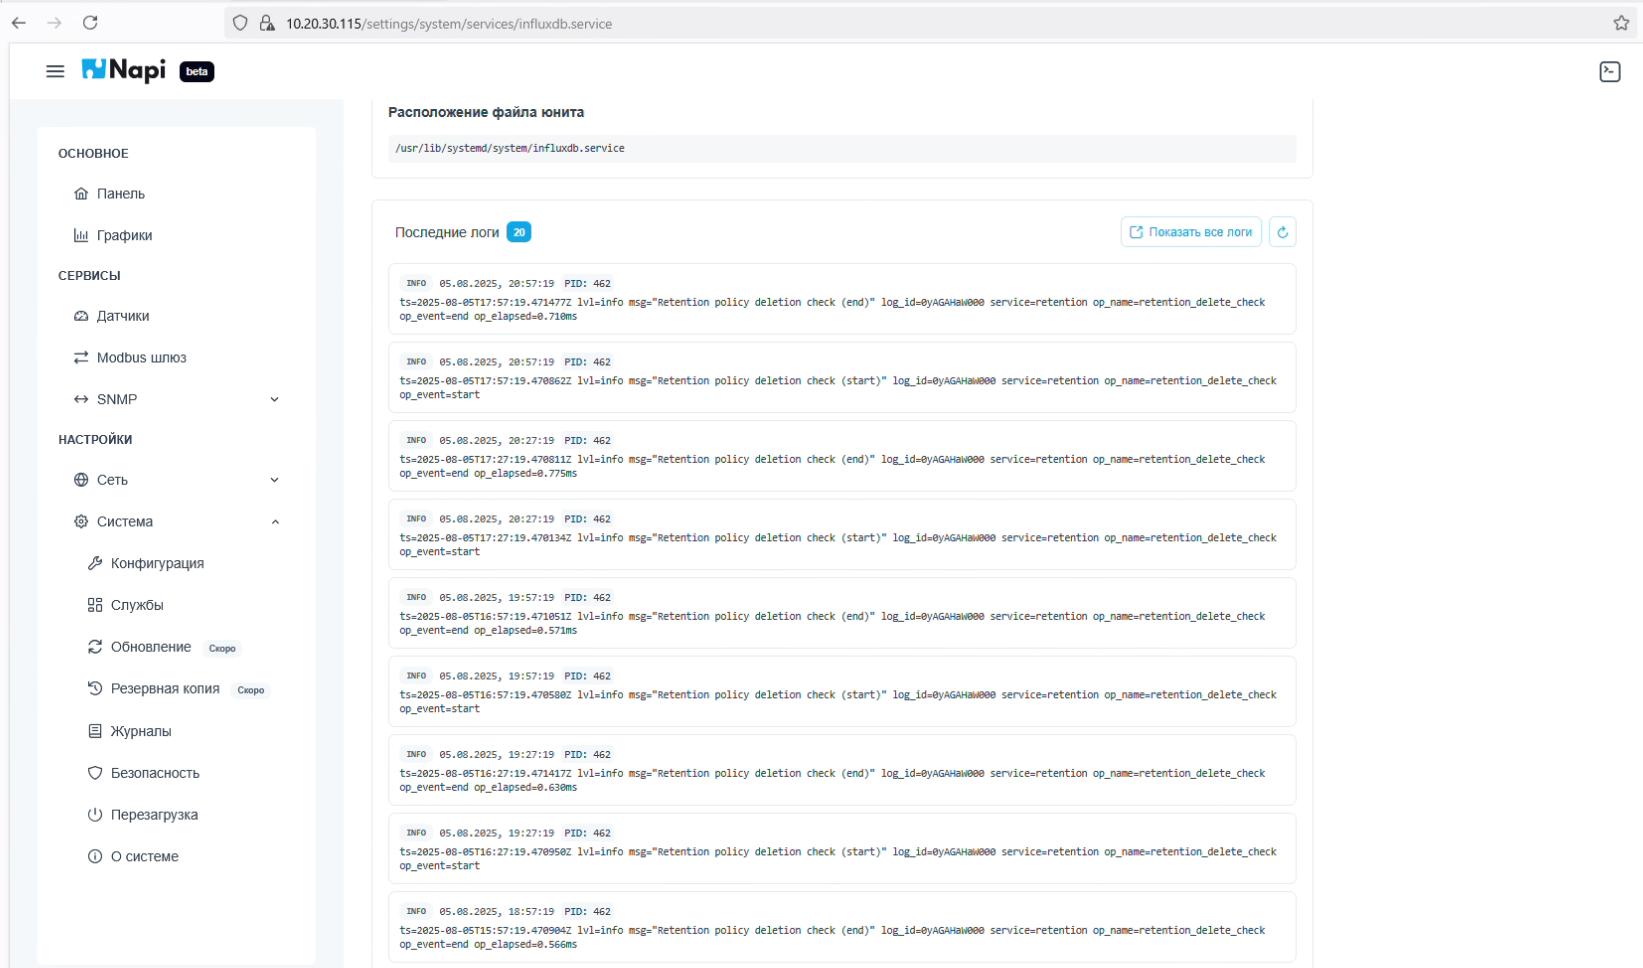 10.20.30.115/settings/system/services/influxdb.service
Napi beta
ОСНОВНОЕ
Панель
Графики
СЕРВИСЫ
Датчики
Modbus шлюз
SNMP
НАСТРОЙКИ
Сеть
Система
Конфигурация
Службы
Обновление Скоро
Резервная копия Скоро
Журналы
Безопасность
Перезагрузка
О системе
Расположение файла юнита
/usr/lib/systemd/system/influxdb.service
Последние логи 20
Показать все логи
INFO 05.08.2025, 20:57:19 PID: 462
ts=2025-08-05T17:57:19.471477Z lvl=info msg="Retention policy deletion check (end)" log_id=0yAGAHaW000 service=retention op_name=retention_delete_check
op_event=end op_elapsed=0.710ms
INFO 05.08.2025, 20:57:19 PID: 462
ts=2025-08-05T17:57:19.470862Z lvl=info msg="Retention policy deletion check (start)" log_id=0yAGAHaW000 service=retention op_name=retention_delete_check
op_event=start
INFO 05.08.2025, 20:27:19 PID: 462
ts=2025-08-05T17:27:19.470811Z lvl=info msg="Retention policy deletion check (end)" log_id=0yAGAHaW000 service=retention op_name=retention_delete_check
op_event=end op_elapsed=0.775ms
INFO 05.08.2025, 20:27:19 PID: 462
ts=2025-08-05T17:27:19.470134Z lvl=info msg="Retention policy deletion check (start)" log_id=0yAGAHaW000 service=retention op_name=retention_delete_check
op_event=start
INFO 05.08.2025, 19:57:19 PID: 462
ts=2025-08-05T16:57:19.471051Z lvl=info msg="Retention policy deletion check (end)" log_id=0yAGAHaW000 service=retention op_name=retention_delete_check
op_event=end op_elapsed=0.571ms
INFO 05.08.2025, 19:57:19 PID: 462
ts=2025-08-05T16:57:19.470580Z lvl=info msg="Retention policy deletion check (start)" log_id=0yAGAHaW000 service=retention op_name=retention_delete_check
op_event=start
INFO 05.08.2025, 19:27:19 PID: 462
ts=2025-08-05T16:27:19.471417Z lvl=info msg="Retention policy deletion check (end)" log_id=0yAGAHaW000 service=retention op_name=retention_delete_check
op_event=end op_elapsed=0.630ms
INFO 05.08.2025, 19:27:19 PID: 462
ts=2025-08-05T16:27:19.470950Z lvl=info msg="Retention policy deletion check (start)" log_id=0yAGAHaW000 service=retention op_name=retention_delete_check
op_event=start
INFO 05.08.2025, 18:57:19 PID: 462
ts=2025-08-05T15:57:19.470904Z lvl=info msg="Retention policy deletion check (end)" log_id=0yAGAHaW000 service=retention op_name=retention_delete_check
op_event=end op_elapsed=0.566ms